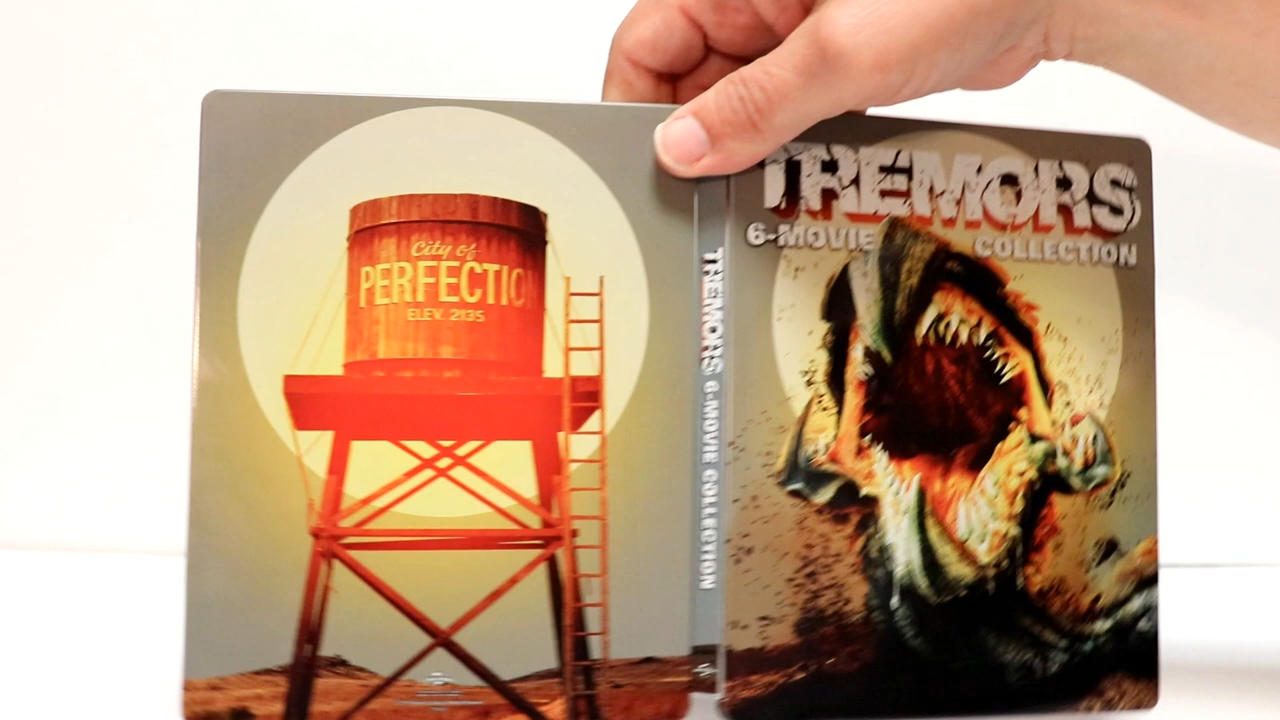 City of
PERFECTIO
ELEV. 2135
TREMORS 6-MOVIE COLLECTION
TREMORS
6-MOVIE COLLECTION